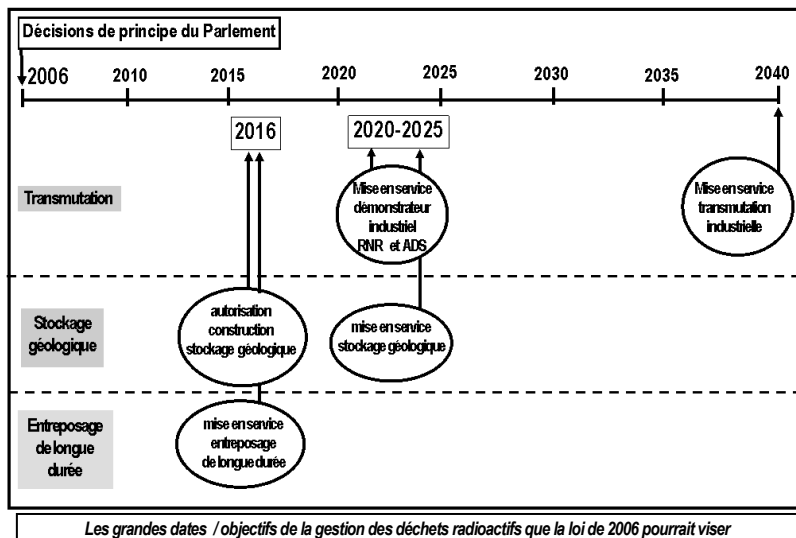 Décisions de principe du Parlement
2006 2010 2015 2020 2025 2030 2035 2040
2016
2020-2025
Transmutation
Mise en service
démonstrateur
industriel
RNR et ADS
Mise en service
transmutation
industrielle
Stockage
géologique
autorisation
construction
stockage géologique
mise en service
stockage géologique
Entreposage
de longue
durée
mise en service
entreposage
de longue durée
Les grandes dates / objectifs de la gestion des déchets radioactifs que la loi de 2006 pourrait viser